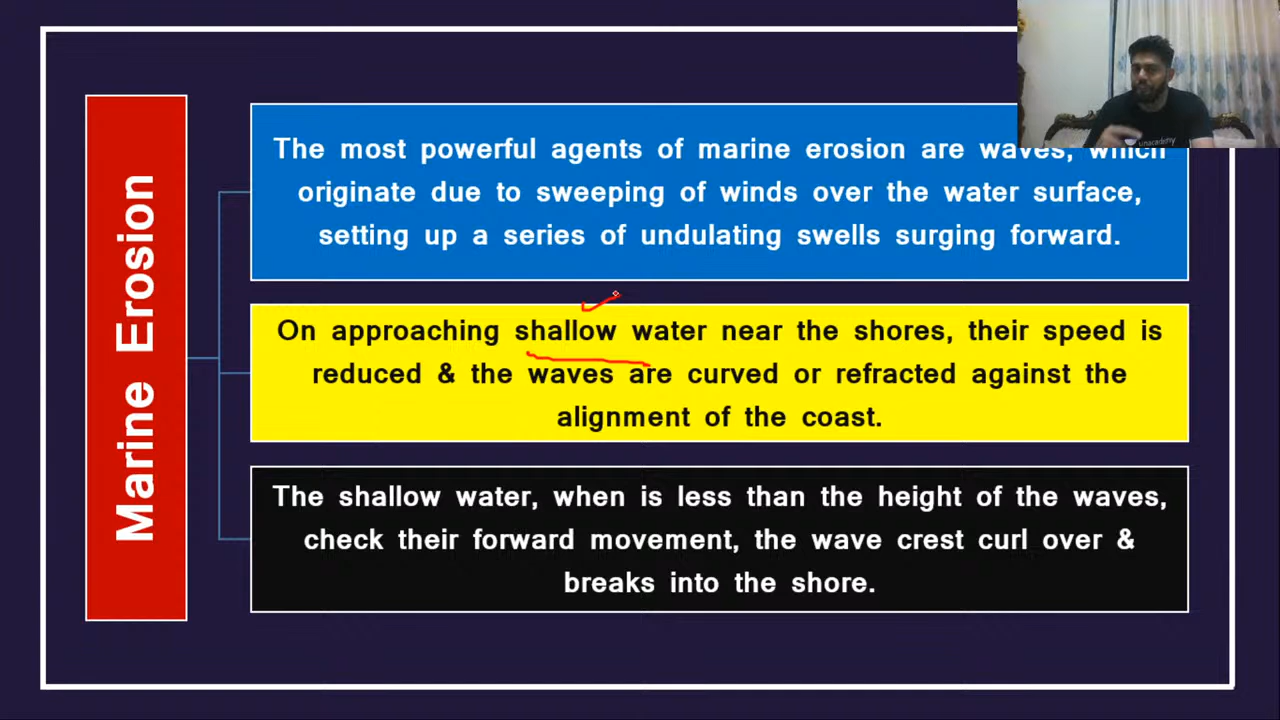 Marine Erosion
The most powerful agents of marine erosion are waves, which
originate due to sweeping of winds over the water surface,
setting up a series of undulating swells surging forward.
On approaching shallow water near the shores, their speed is
reduced & the waves are curved or refracted against the
alignment of the coast.
The shallow water, when is less than the height of the waves,
check their forward movement, the wave crest curl over &
breaks into the shore.
unacademy